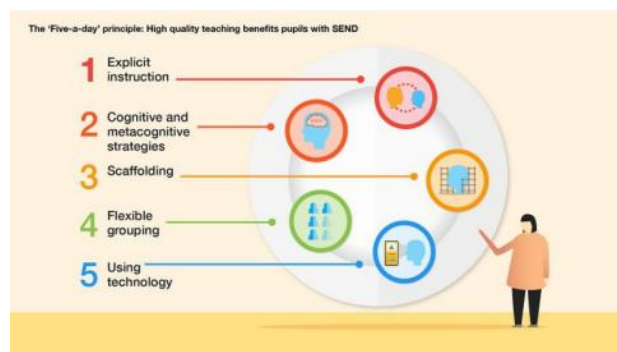 The 'Five-a-day' principle: High quality teaching benefits pupils with SEND
1 Explicit
instruction
2 Cognitive and
metacognitive
strategies
3 Scaffolding
4 Flexible
grouping
5 Using
technology